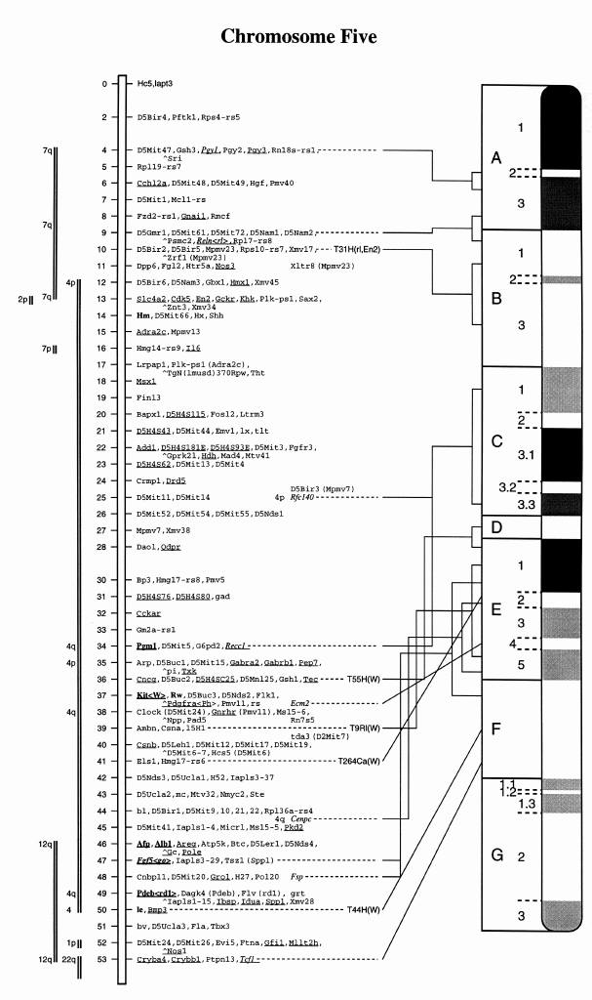 Chromosome Five
0 Hc5,Iapt3
2 D5Bir4,Pftk1,Rps4-rs5
7q 4 D5Mit47,Gsh3,Pgy1,Pgy2,Pgy3,Rn18s-rs1,
^Sri
5 Rpl19-rs7
6 Cchl2a,D5Mit48,D5Mit49,Hgf,Pmv40
7 D5Mit1,Mcl1-rs
8 Fzd2-rs1,Gnai1,Rmcf
7q 9 D5Gmr1,D5Mit61,D5Mit72,D5Nam1,D5Nam2,
^Psmc2,Reln<rl>,Rpl7-rs8
10 D5Bir2,D5Bir5,Mpmv23,Rps10-rs7,Xmv17, T31H(rl,En2)
^Zrf1(Mpmv23)
11 Dpp6,Fgl2,Htr5a,Nos3 Xltr8(Mpmv23)
4p 12 D5Bir6,D5Nam3,Gbx1,Hmx1,Xmv45
2p 7q 13 Slc4a2,Cdk5,En2,Gckr,Khk,Plk-ps1,Sax2,
^Znt3,Xmv34
14 Hm,D5Mit66,Hx,Shh
15 Adra2c,Mpmv13
7p 16 Hmg14-rs9,Il6
17 Lrpap1,Plk-ps1(Adra2c),
^TgN(lmusd)370Rpw,Tht
18 Msx1
19 Fin13
20 Bapx1,D5H4S115,Fosl2,Ltrm3
21 D5H4S43,D5Mit44,Emv1,lx,tlt
22 Add1,D5H4S181E,D5H4S93E,D5Mit3,Fgfr3,
^Gprk21,Hdh,Mad4,Mtv41
23 D5H4S62,D5Mit13,D5Mit4
24 Crmp1,Drd5
D5Bir3(Mpmv7)
25 D5Mit11,D5Mit14 4p Rfc140
26 D5Mit52,D5Mit54,D5Mit55,D5Nds1
27 Mpmv7,Xmv38
28 Dao1,Qdpr
30 Bp3,Hmg17-rs8,Pmv5
31 D5H4S76,D5H4S80,gad
32 Cckar
33 Gm2a-rs1
4q 34 Pgm1,D5Mit5,G6pd2,Recc1
4p 35 Arp,D5Buc1,D5Mit15,Gabra2,Gabrb1,Pep7,
^pi,Txk
36 Cncg,D5Buc2,D5H4SC25,D5Mn125,Gsh1,Tec T55H(W)
37 Kit<W>,Rw,D5Buc3,D5Nds2,Flk1,
^Pdgfra<Ph>,Pmv11,rs Ecm2
4q 38 Clock(D5Mit24),Gnrhr(Pmv11),Ms15-6,
^Npp,Pad5 Rn7s5
39 Ambn,Csna,l5H1 T9RI(W)
tda3(D2Mit7)
40 Csnb,D5Leh1,D5Mit12,D5Mit17,D5Mit19,
^D5Mit6-7,Hcs5(D5Mit6)
41 Els1,Hmg17-rs6 T264Ca(W)
42 D5Nds3,D5Ucla1,H52,Iapls3-37
43 D5Ucla2,mc,Mtv32,Nmyc2,Ste
44 bl,D5Bir1,D5Mit9,10,21,22,Rpl36a-rs4
4q Cenpc
45 D5Mit41,Iapls1-4,Micr1,Ms15-5,Pkd2
12q 46 Afp,Alb1,Areg,Atp5k,Btc,D5Ler1,D5Nds4,
^Gc,Pole
47 Fgf5<go>,Iapls3-29,Tsz1(Spp1)
48 Cnbp11,D5Mit20,Gro1,H27,Pol20 Fsp
4q 49 Pdeb<rd1>,Dagk4(Pdeb),Flv(rd1), grt
^Iapls1-15,Ibsp,Idua,Spp1,Xmv28
4 50 le,Bmp3 T44H(W)
51 bv,D5Ucla3,Fla,Tbx3
1p 52 D5Mit24,D5Mit26,Evi5,Ftna,Gfi1,Mllt2h,
^Nos1
12q 22q 53 Cryba4,Crybb1,Ptpn13,Tcf1
A
1
2
3
B
1
2
3
C
1
2
3.1
3.2
3.3
D
E
1
2
3
4
5
F
G
1.1
1.2
1.3
2
3